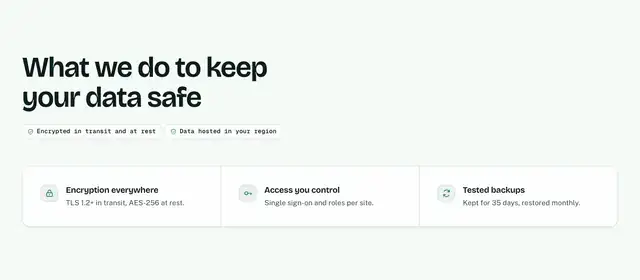 What we do to keep
your data safe
Encrypted in transit and at rest
Data hosted in your region
Encryption everywhere
TLS 1.2+ in transit, AES-256 at rest.
Access you control
Single sign-on and roles per site.
Tested backups
Kept for 35 days, restored monthly.